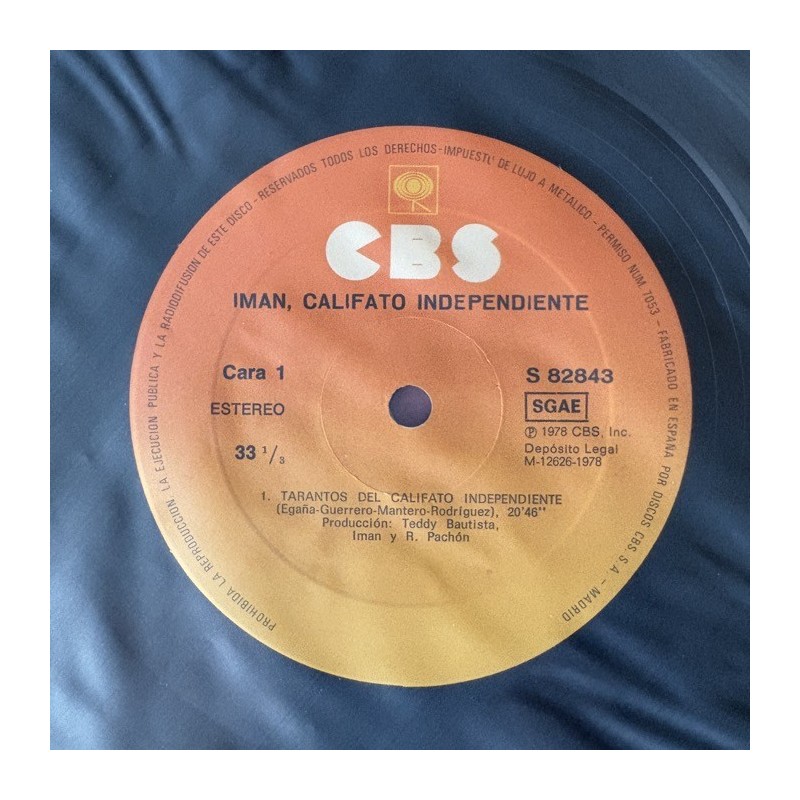 PROHIBIDA LA REPRODUCCION, LA EJECUCION PUBLICA Y LA RADIODIFUSION DE ESTE DISCO - RESERVADOS TODOS LOS DERECHOS - IMPUESTO DE LUJO A METALICO - PERMISO NUM. 7053 - FABRICADO EN ESPAÑA POR DISCOS CBS, S.A. - MADRID
CBS
IMAN, CALIFATO INDEPENDIENTE
Cara 1
S 82843
ESTEREO
SGAE
℗ 1978 CBS, Inc.
33 1/3
Depósito Legal
M-12626-1978
1. TARANTOS DEL CALIFATO INDEPENDIENTE
(Egaña-Guerrero-Mantero-Rodríguez), 20'46''
Producción: Teddy Bautista,
Iman y R. Pachón